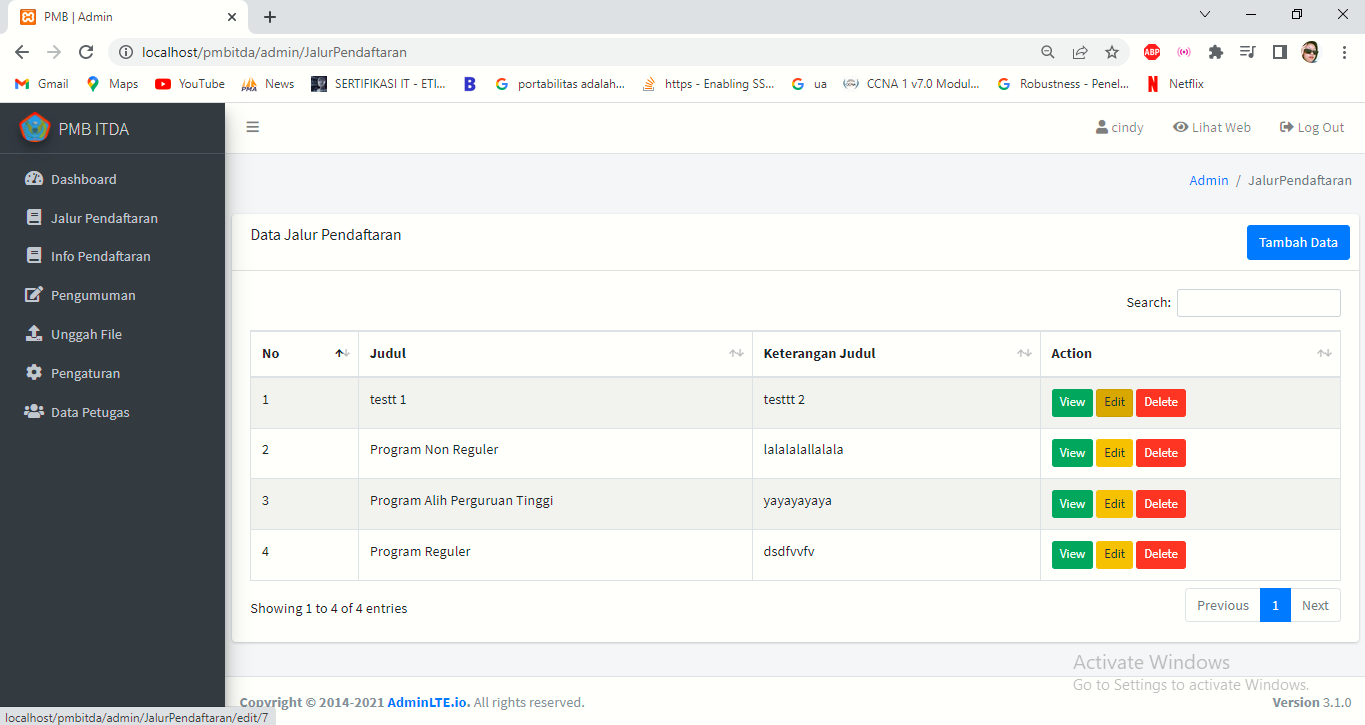 PMB | Admin
localhost/pmbitda/admin/JalurPendaftaran
ABP
Gmail Maps YouTube News SERTIFIKASI IT - ETI... B portabilitas adalah... https - Enabling SS... ua CCNA 1 v7.0 Modul... Robustness - Penel... Netflix
PMB ITDA
cindy Lihat Web Log Out
Dashboard
Jalur Pendaftaran
Info Pendaftaran
Pengumuman
Unggah File
Pengaturan
Data Petugas
Admin / JalurPendaftaran
Data Jalur Pendaftaran
Tambah Data
Search:
No Judul Keterangan Judul Action
1 testt 1 testtt 2 View Edit Delete
2 Program Non Reguler lalalalallalala View Edit Delete
3 Program Alih Perguruan Tinggi yayayayaya View Edit Delete
4 Program Reguler dsdfvvfv View Edit Delete
Showing 1 to 4 of 4 entries
Previous 1 Next
Activate Windows
Go to Settings to activate Windows.
Copyright © 2014-2021 AdminLTE.io. All rights reserved.
Version 3.1.0
localhost/pmbitda/admin/JalurPendaftaran/edit/7